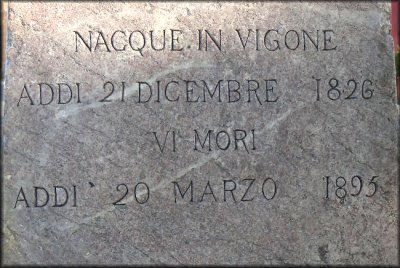 NACQUE. IN VIGONE
ADDI 21 DICEMBRE 1826
VI MORI
ADDI' 20 MARZO 1895